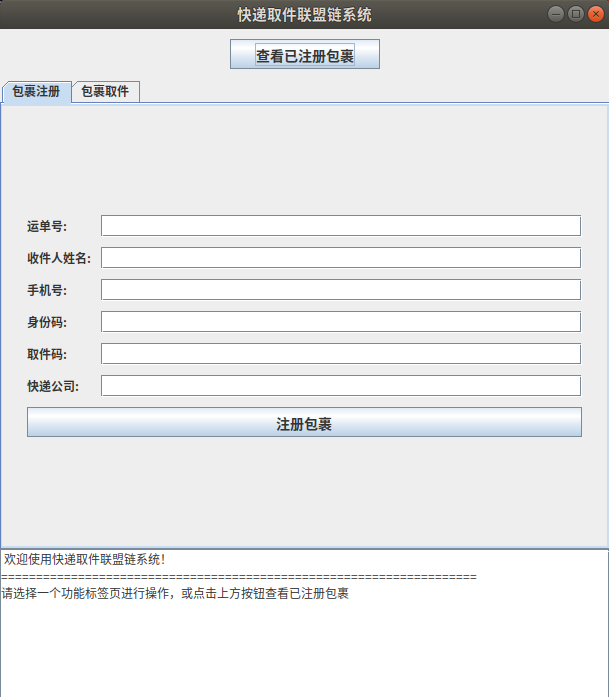 快递取件联盟链系统
查看已注册包裹
包裹注册 包裹取件
运单号:
收件人姓名:
手机号:
身份码:
取件码:
快递公司:
注册包裹
欢迎使用快递取件联盟链系统!
====================================================================
请选择一个功能标签页进行操作，或点击上方按钮查看已注册包裹